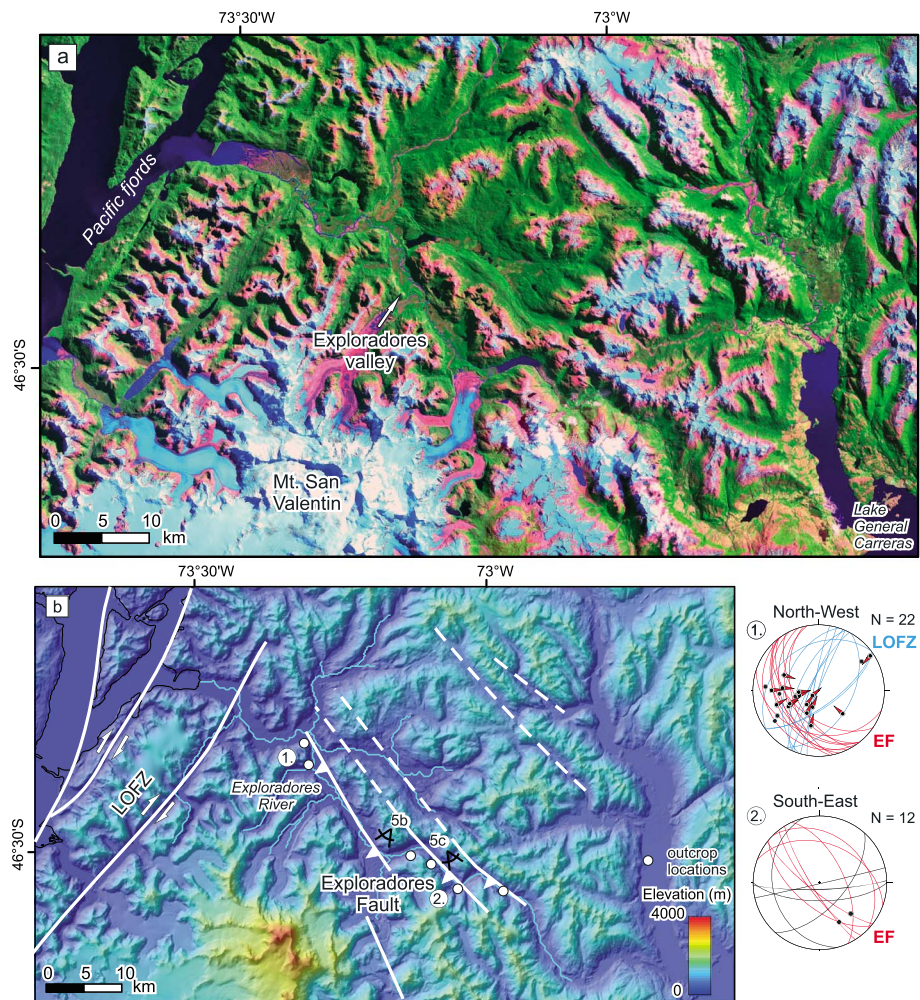 73°30'W
73°W
a
Pacific fjords
Exploradores
valley
46°30'S
Mt. San
Valentin
0 5 10
km
Lake
General
Carreras
73°30'W
73°W
b
LOFZ
1.
Exploradores
River
5b
5c
46°30'S
Exploradores
Fault
2.
outcrop
locations
Elevation (m)
4000
0
0 5 10
km
1.
North-West
N = 22
LOFZ
EF
2.
South-East
N = 12
EF